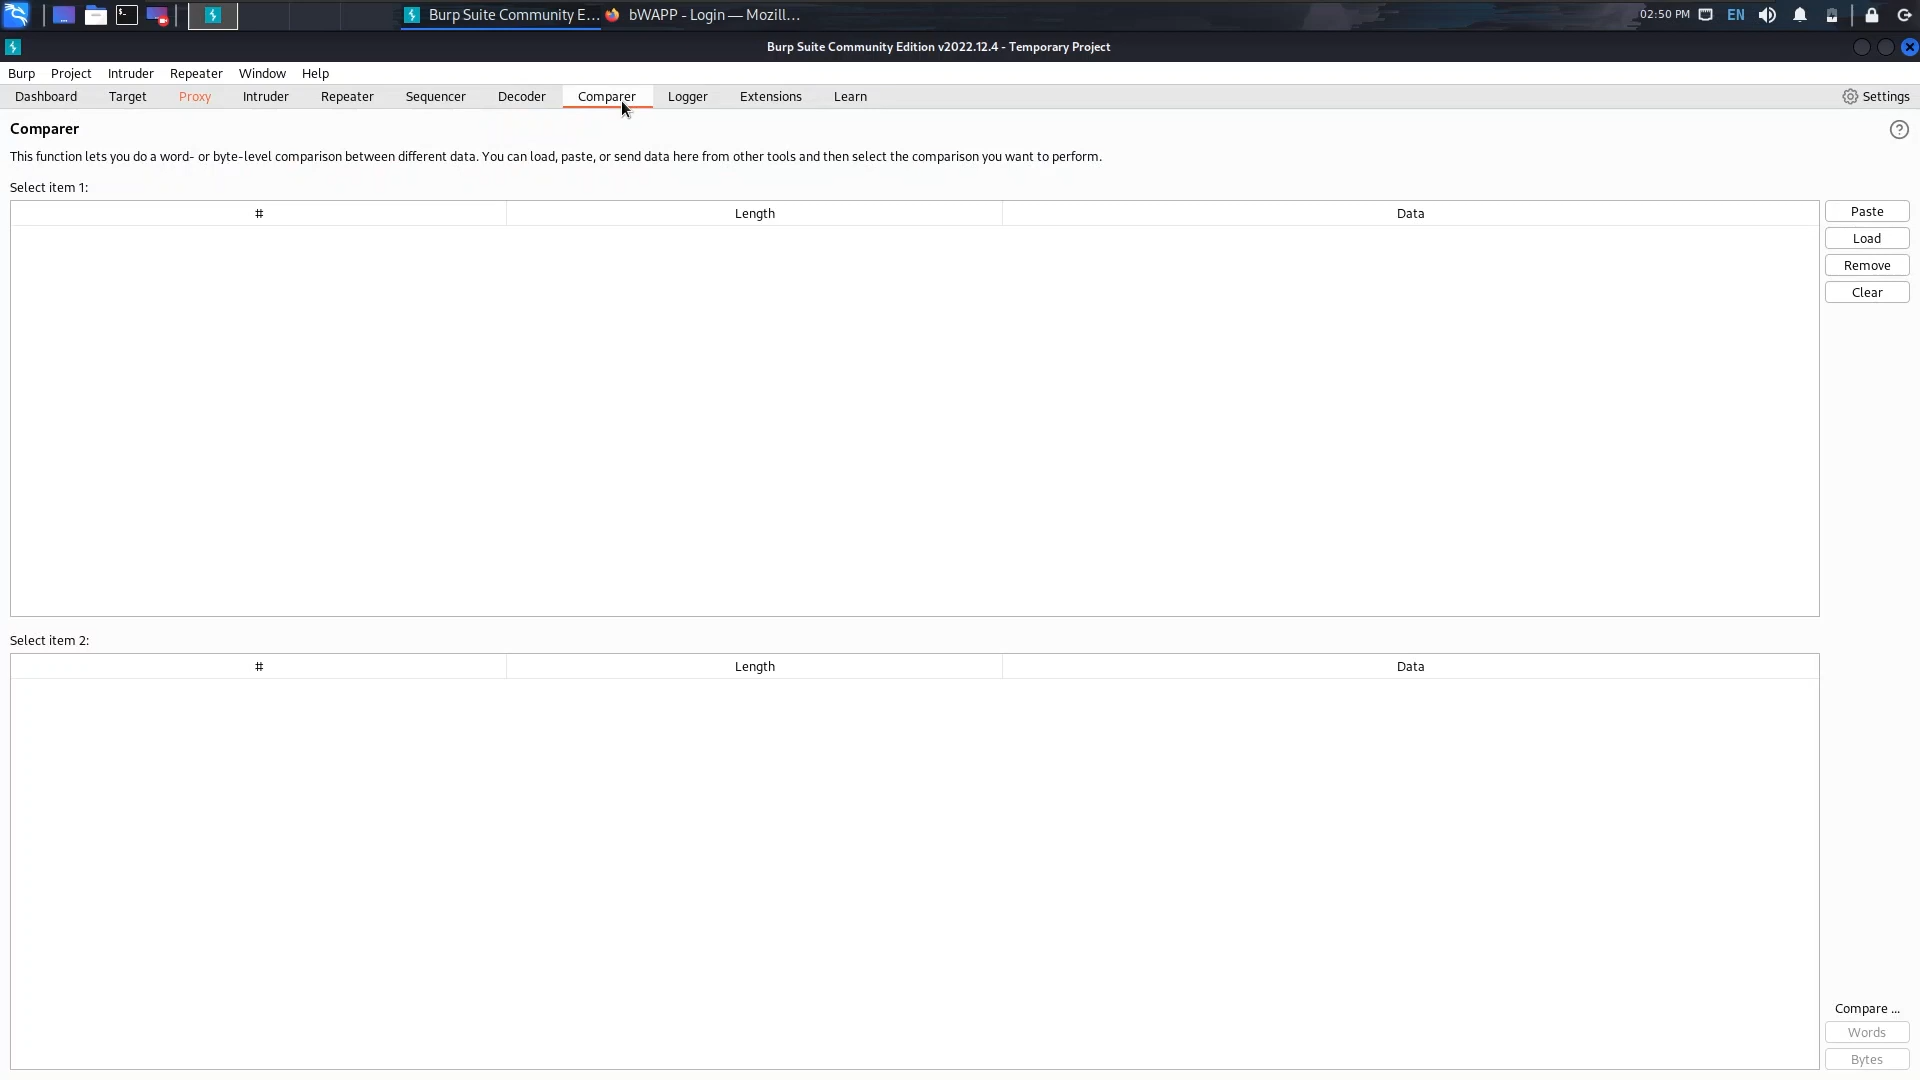 Burp Suite Community E... bWAPP - Login — Mozill... 02:50 PM EN
Burp Suite Community Edition v2022.12.4 - Temporary Project
Burp Project Intruder Repeater Window Help
Dashboard Target Proxy Intruder Repeater Sequencer Decoder Comparer Logger Extensions Learn Settings
Comparer
This function lets you do a word- or byte-level comparison between different data. You can load, paste, or send data here from other tools and then select the comparison you want to perform.
Select item 1:
# Length Data
Paste
Load
Remove
Clear
Select item 2:
# Length Data
Compare ...
Words
Bytes